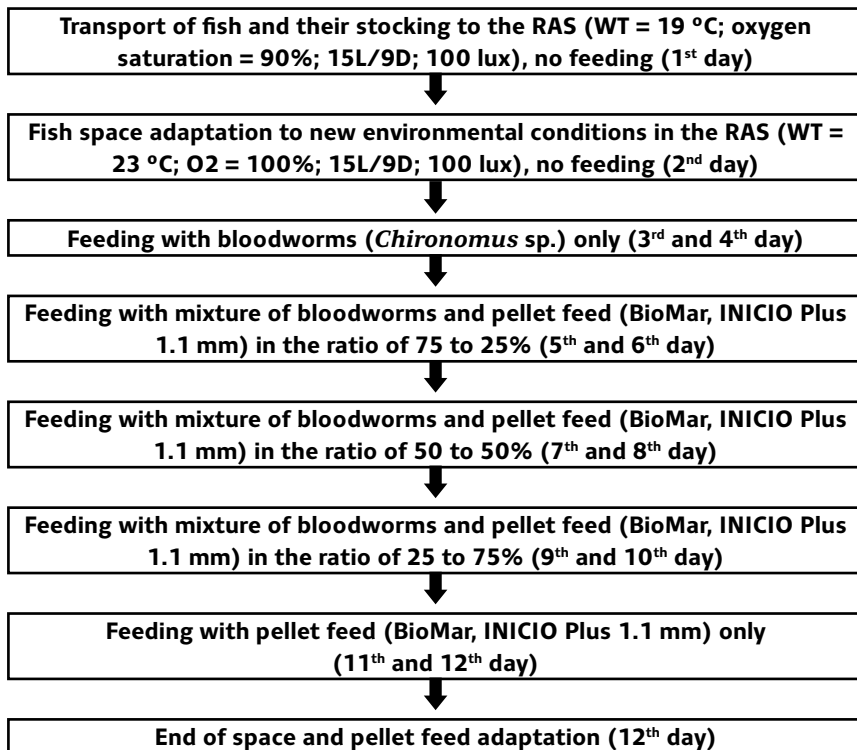 Transport of fish and their stocking to the RAS (WT = 19 ºC; oxygen
saturation = 90%; 15L/9D; 100 lux), no feeding (1st day)
Fish space adaptation to new environmental conditions in the RAS (WT =
23 ºC; O2 = 100%; 15L/9D; 100 lux), no feeding (2nd day)
Feeding with bloodworms (Chironomus sp.) only (3rd and 4th day)
Feeding with mixture of bloodworms and pellet feed (BioMar, INICIO Plus
1.1 mm) in the ratio of 75 to 25% (5th and 6th day)
Feeding with mixture of bloodworms and pellet feed (BioMar, INICIO Plus
1.1 mm) in the ratio of 50 to 50% (7th and 8th day)
Feeding with mixture of bloodworms and pellet feed (BioMar, INICIO Plus
1.1 mm) in the ratio of 25 to 75% (9th and 10th day)
Feeding with pellet feed (BioMar, INICIO Plus 1.1 mm) only
(11th and 12th day)
End of space and pellet feed adaptation (12th day)